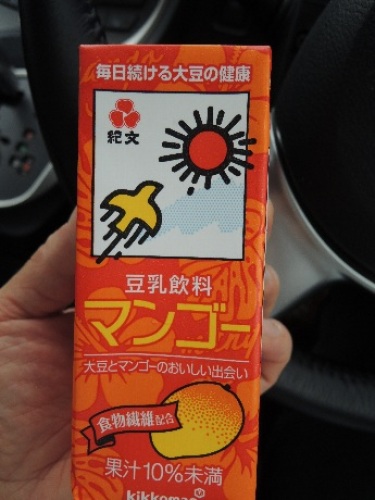 毎日続ける大豆の健康
紀文
豆乳飲料
マンゴー
大豆とマンゴーのおいしい出会い
食物繊維配合
果汁10%未満
kikkoman